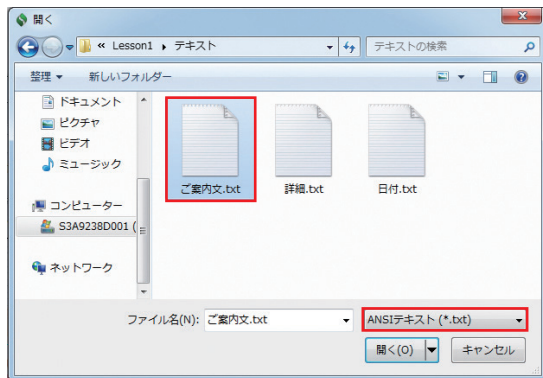 開く
« Lesson1 テキスト
テキストの検索
整理 新しいフォルダー
ドキュメント
ピクチャ
ビデオ
ミュージック
コンピューター
S3A9238D001 (
ネットワーク
ご案内文.txt
詳細.txt
日付.txt
ファイル名(N): ご案内文.txt
ANSIテキスト (*.txt)
開く(O)
キャンセル